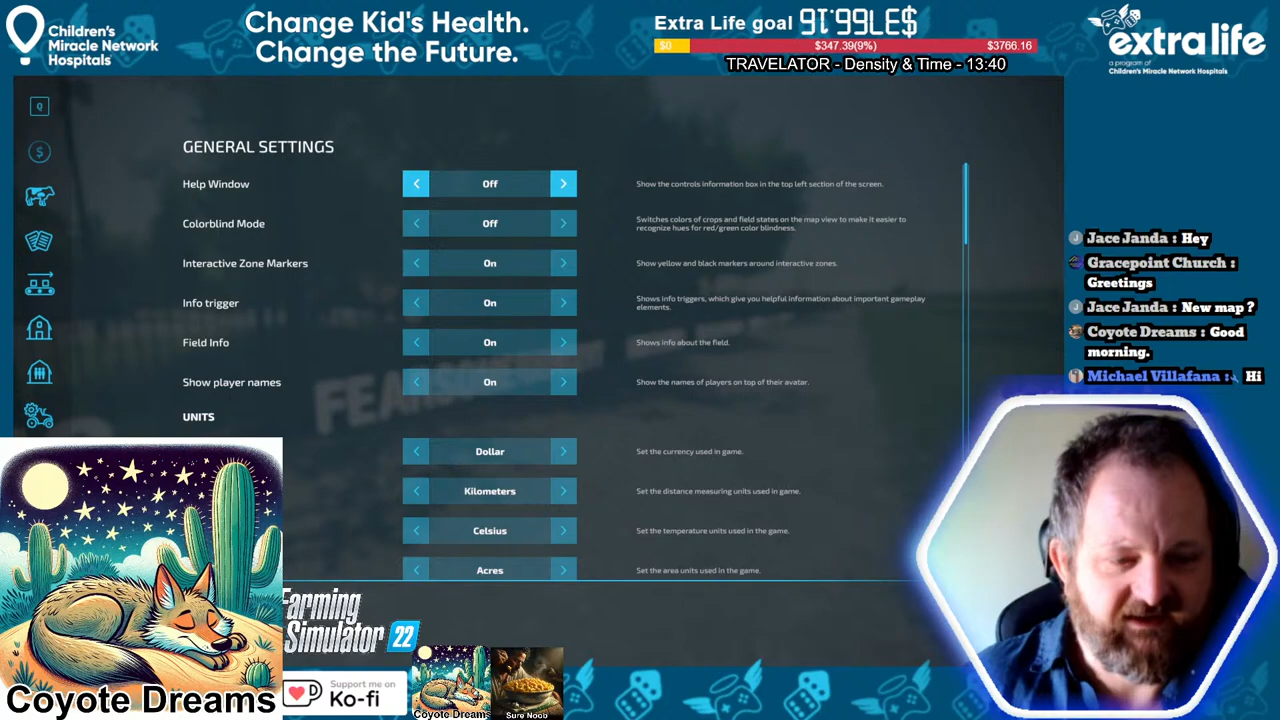 Children's
Miracle Network
Hospitals
Change Kid's Health.
Change the Future.
Extra Life goal
$0
$347.39(9%)
$3766.16
TRAVELATOR - Density & Time - 13:40
extralife
a program of
Children's Miracle Network Hospitals
Q
$
GENERAL SETTINGS
Help Window
Off
Show the controls information box in the top left section of the screen.
Colorblind Mode
Off
Switches colors of crops and field states on the map view to make it easier to
recognize hues for red/green color blindness.
Interactive Zone Markers
On
Show yellow and black markers around interactive zones.
Info trigger
On
Shows info triggers, which give you helpful information about important gameplay
elements.
Field Info
On
Shows info about the field.
Show player names
On
Show the names of players on top of their avatar.
UNITS
Dollar
Set the currency used in game.
Kilometers
Set the distance measuring units used in game.
Celsius
Set the temperature units used in the game.
Acres
Set the area units used in the game.
Jace Janda : Hey
Gracepoint Church :
Greetings
Jace Janda : New map ?
Coyote Dreams : Good
morning.
Michael Villafana : Hi
Coyote Dreams
Farming
Simulator 22
Support me on
Ko-fi
Coyote Dreams
Sure Noob